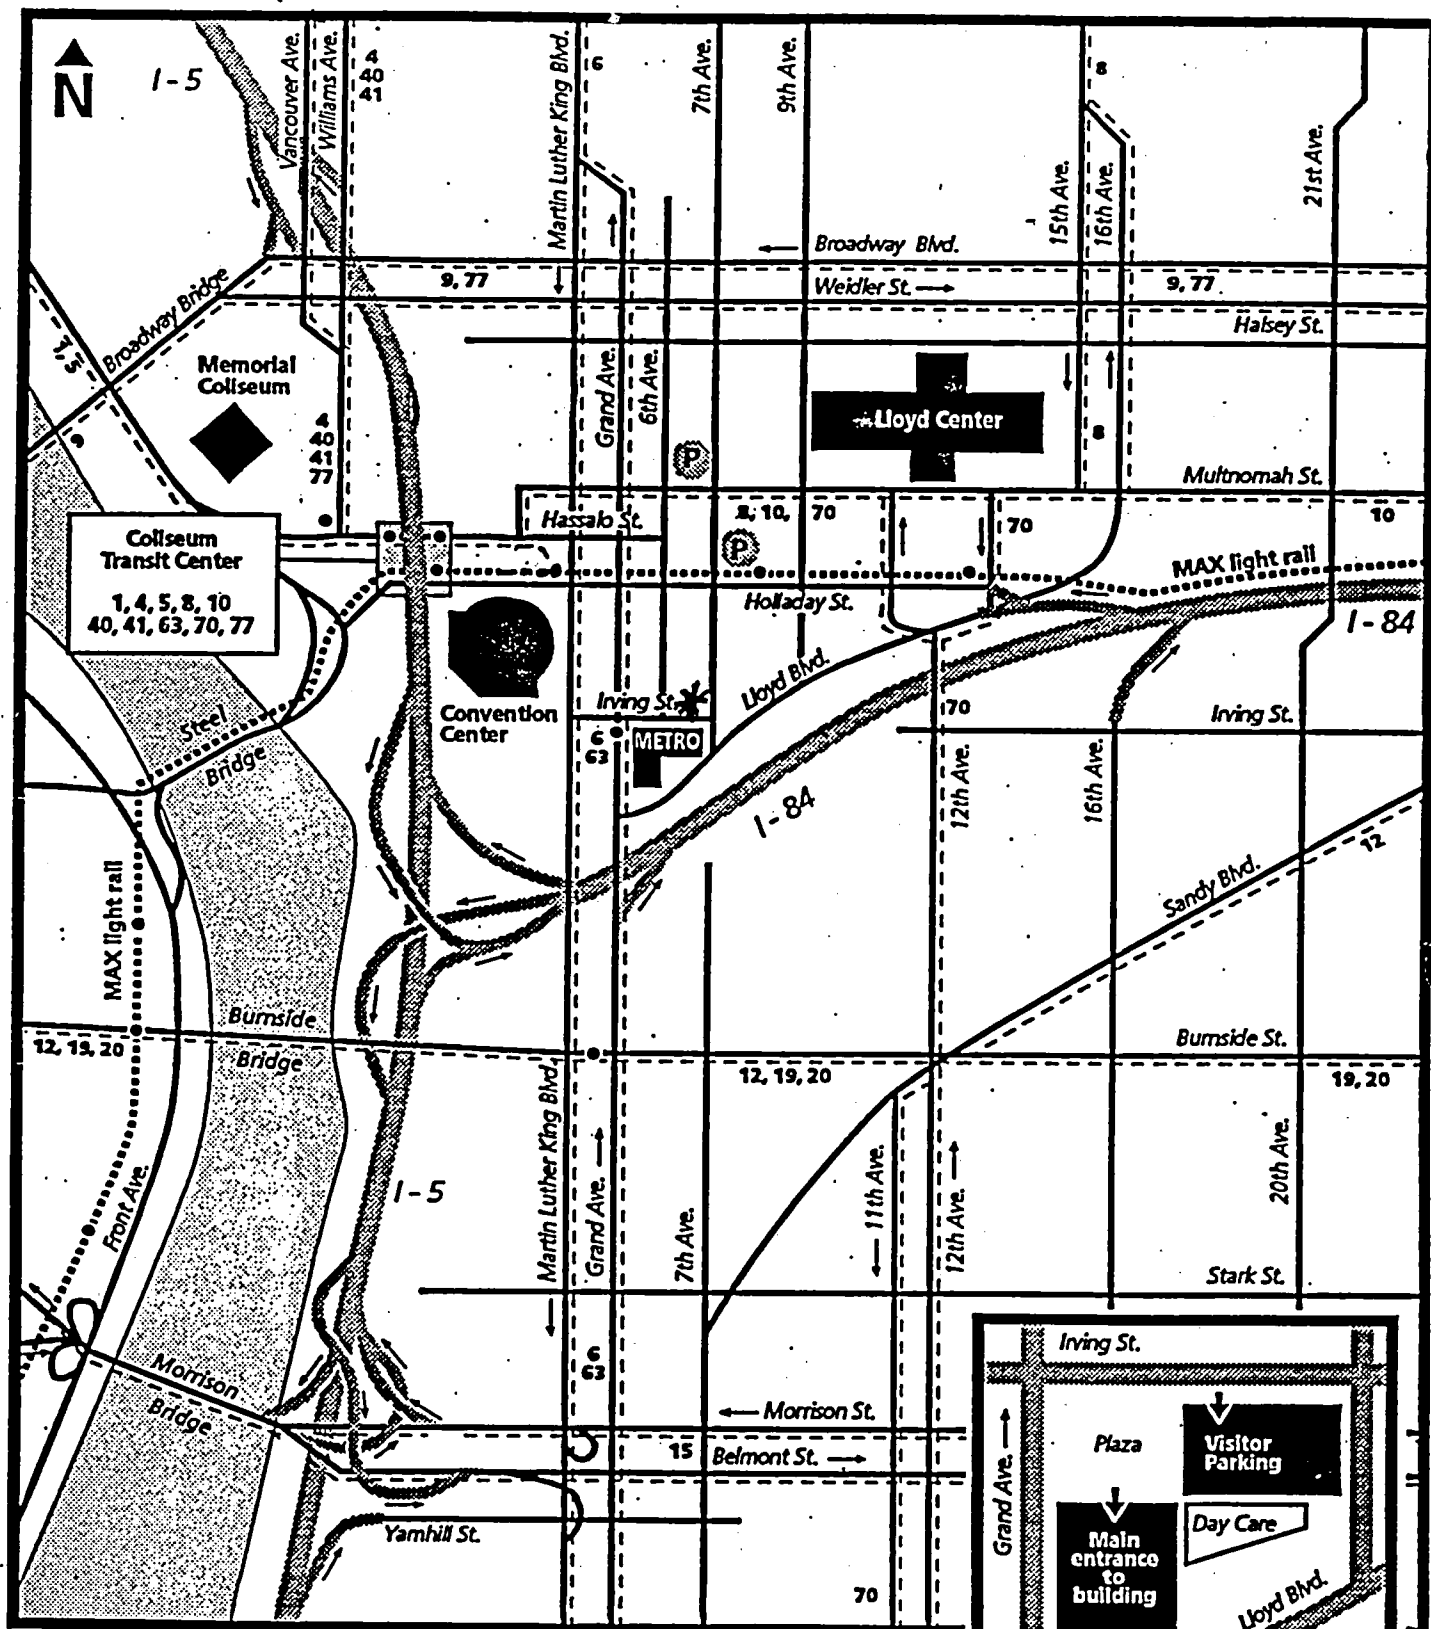 N
I-5
Vancouver Ave.
Williams Ave.
4
40
41
Martin Luther King Blvd.
6
7th Ave.
9th Ave.
8
15th Ave.
16th Ave.
21st Ave.
Broadway Blvd.
9, 77
Weidler St.
9, 77
Halsey St.
Broadway Bridge
1, 5
9
Memorial
Coliseum
4
40
41
77
Grand Ave.
6th Ave.
P
Lloyd Center
8
Multnomah St.
10
Hassalo St.
8, 10, 70
70
P
MAX light rail
Coliseum
Transit Center
1, 4, 5, 8, 10
40, 41, 63, 70, 77
Holladay St.
I-84
Convention
Center
Irving St.
Lloyd Blvd.
METRO
6
63
70
Irving St.
Steel
Bridge
12th Ave.
16th Ave.
I-84
MAX light rail
Sandy Blvd.
12
Burnside
Bridge
12, 19, 20
Burnside St.
12, 19, 20
19, 20
Front Ave.
I-5
Martin Luther King Blvd.
Grand Ave.
7th Ave.
11th Ave.
12th Ave.
20th Ave.
Stark St.
6
63
Morrison
Bridge
Morrison St.
15
Belmont St.
Yamhill St.
70
Irving St.
Grand Ave.
Plaza
Visitor
Parking
Day Care
Main
entrance
to
building
Lloyd Blvd.